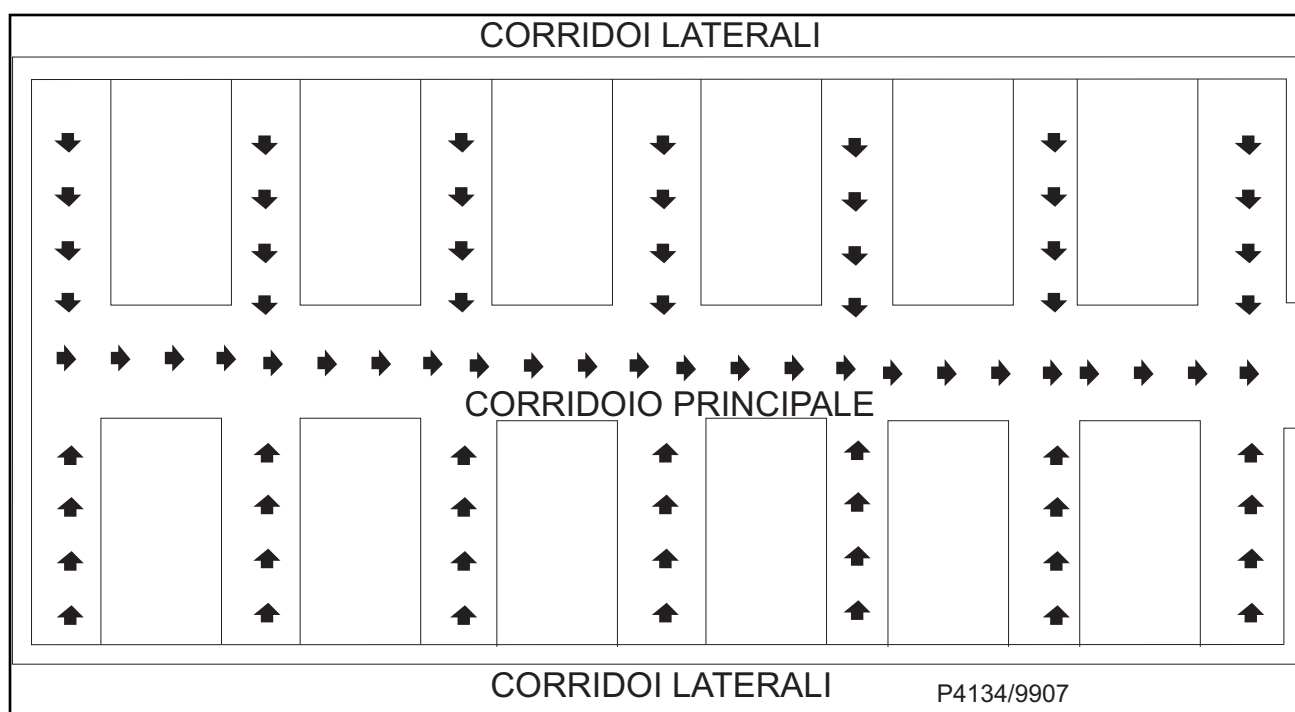 CORRIDOI LATERALI
CORRIDOIO PRINCIPALE
CORRIDOI LATERALI
P4134/9907